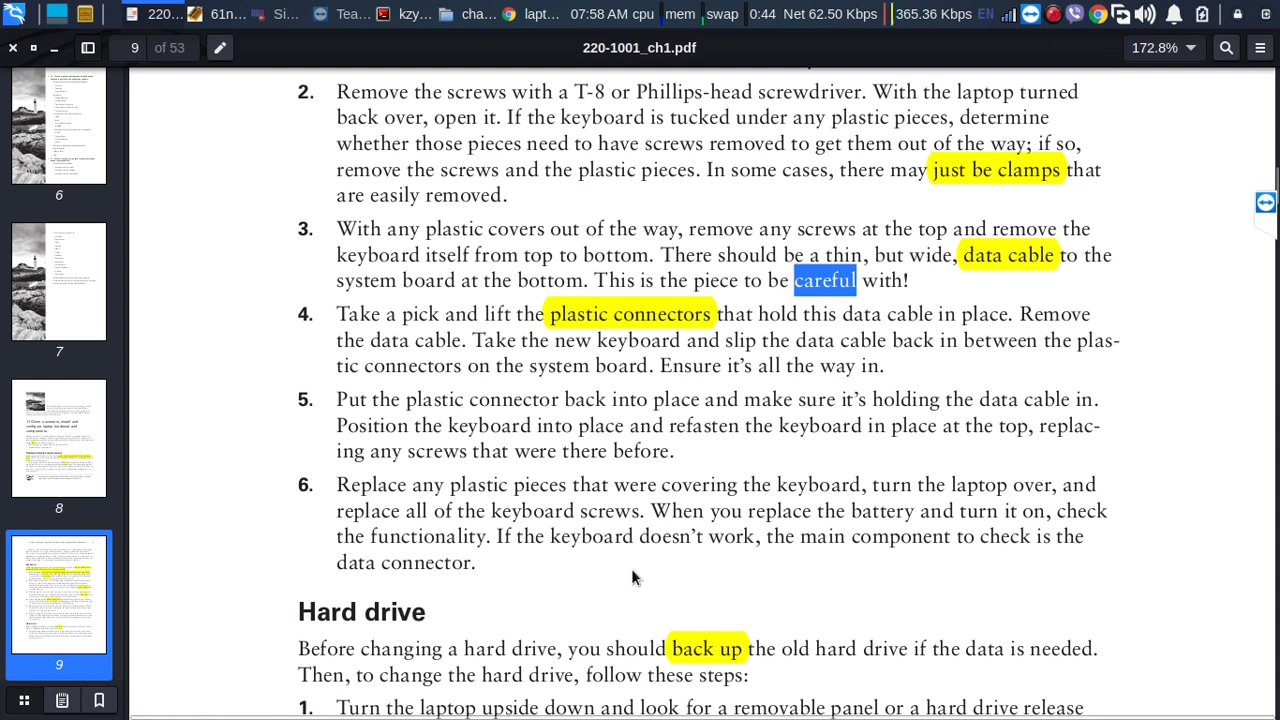 220... 61n... Si... Team... Izzy... cha... Chart... 07:58 AM cpu mem swap net 62.80 Kbps 365.36 Kbps EN
9 of 53
220-1001_ch1.pdf
172.8%
2. Remove the screws with a Torx or Phillips-head screwdriver. With the laptop turned
back over, open it. If the keyboard is tucked under any plastic pieces, determine
whether those pieces have screws that need to be removed to get them out of the way; if so,
remove the screws and the plastic pieces. In some cases, there may just be clamps that
are easily removed.
3. With any plastic covers out of the way, remove any screws at the top and remove the
keyboard, lifting from top to bottom. There should be a thin, but wide, data cable to the
system board at the bottom. This is the piece to be careful with!
4. Take a pick and lift the plastic connectors that hold this data cable in place. Remove
the data cable. Take the new keyboard and slip the data cable back in between the plas-
tic connectors on the system board. Ensure it's all the way in.
5. Put the plastic connector back into place and make sure it's holding the data cable in.
Position the keyboard into place and fasten the keyboard in place at the top, replac-
ing any screws that were there before.
6. Replace any plastic pieces that were covering the keyboard, turn the laptop over, and
replace all of the keyboard screws. When you replace the battery and turn it on, check
the functionality. If the keyboard doesn't work, the main component to check is the
data connector.
Hard drive
Before changing a hard drive, you should back up the old hard drive if the data is needed.
Then, to change the hard drive, follow these steps:
1. Turn the laptop upside down and look for a removable panel or a hard drive release
6
7
8
9